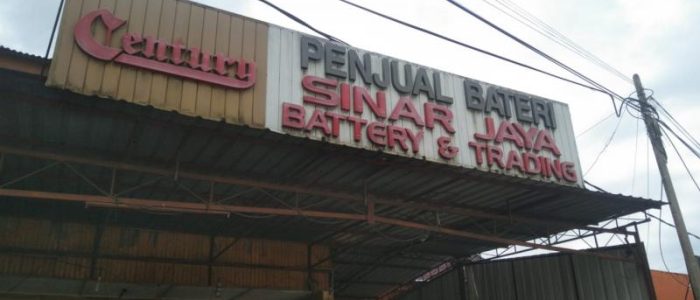 Century
PENJUAL BATERI
SINAR JAYA
BATTERY & TRADING